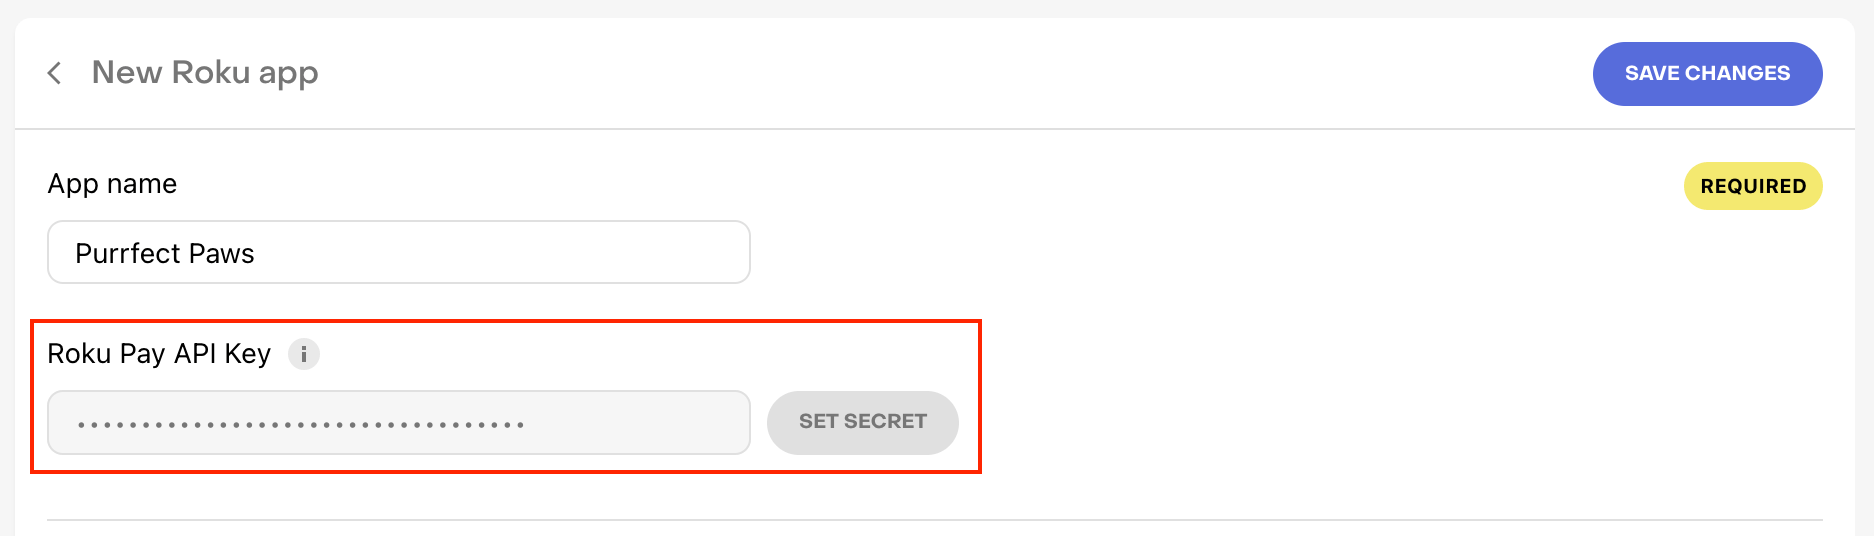 New Roku app
SAVE CHANGES
App name
REQUIRED
Purrfect Paws
Roku Pay API Key
•••••••••••••••••••••••••••••••••••
SET SECRET